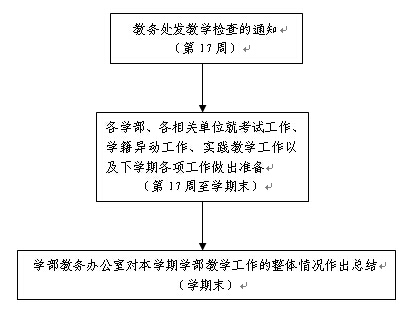 教务处发教学检查的通知
（第 17 周）
各学部、各相关单位就考试工作、
学籍异动工作、实践教学工作以
及下学期各项工作做出准备
（第 17 周至学期末）
学部教务办公室对本学期学部教学工作的整体情况作出总结
（学期末）